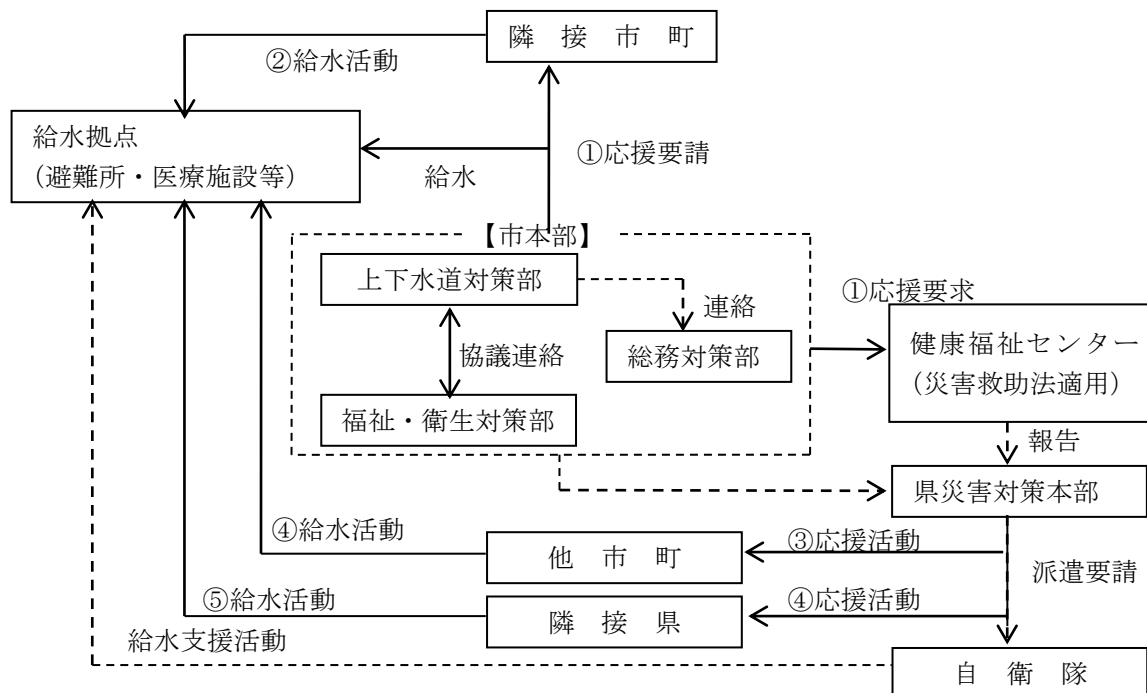 隣接市町
②給水活動
給水拠点
（避難所・医療施設等）
給水
①応援要請
【市本部】
上下水道対策部
連絡
①応援要求
協議連絡
総務対策部
健康福祉センター
（災害救助法適用）
福祉・衛生対策部
報告
県災害対策本部
④給水活動
他市町
③応援活動
派遣要請
⑤給水活動
隣接県
④応援活動
給水支援活動
自衛隊